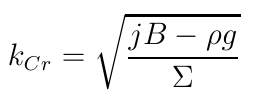 $k_{Cr} = \sqrt{\frac{jB - \rho g}{\Sigma}}$